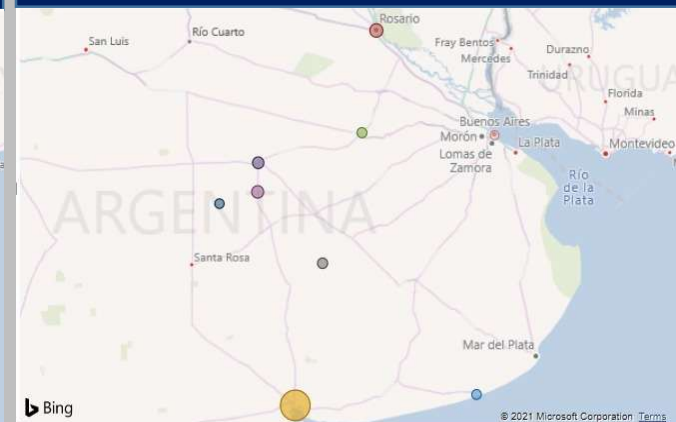 Rosario
San Luis
Río Cuarto
Fray Bentos
Mercedes
Durazno
Trinidad
URUGUA
Florida
Minas
Buenos Aires
Morón
La Plata
Montevideo
Lomas de
Zamora
Río
de la
Plata
ARGENTINA
Santa Rosa
Mar del Plata
Bing
© 2021 Microsoft Corporation Terms